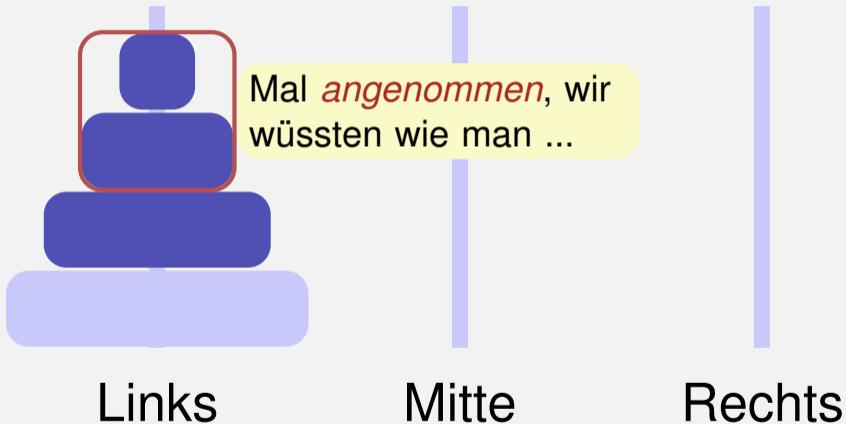 Mal angenommen, wir
wüssten wie man ...
Links Mitte Rechts